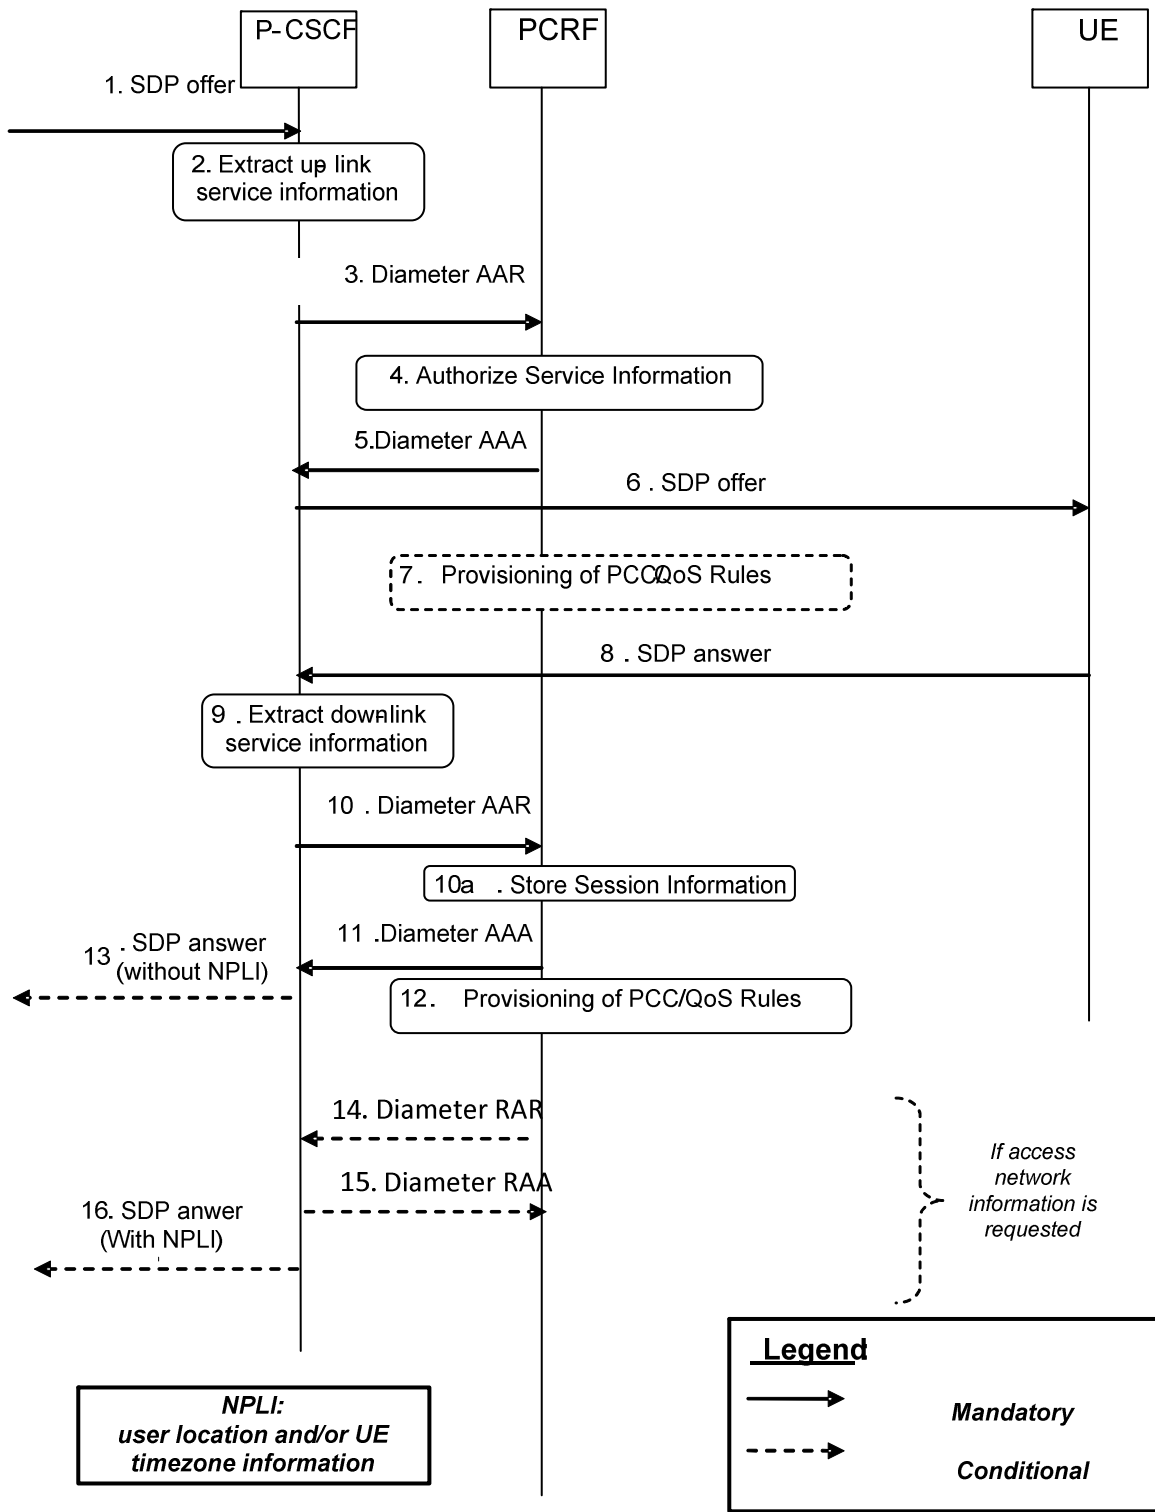 P-CSCF
PCRF
UE
1. SDP offer
2. Extract up link
service information
3. Diameter AAR
4. Authorize Service Information
5.Diameter AAA
6 . SDP offer
7. Provisioning of PCC/QoS Rules
8 . SDP answer
9 . Extract downlink
service information
10 . Diameter AAR
10a . Store Session Information
11 .Diameter AAA
13 . SDP answer
(without NPLI)
12. Provisioning of PCC/QoS Rules
14. Diameter RAR
15. Diameter RAA
16. SDP anwer
(With NPLI)
If access
network
information is
requested
Legend:
Mandatory
Conditional
NPLI:
user location and/or UE
timezone information